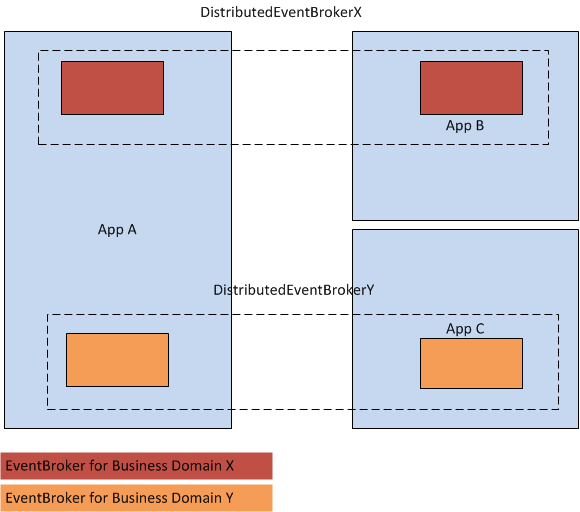 DistributedEventBrokerX
App B
App A
DistributedEventBrokerY
App C
EventBroker for Business Domain X
EventBroker for Business Domain Y